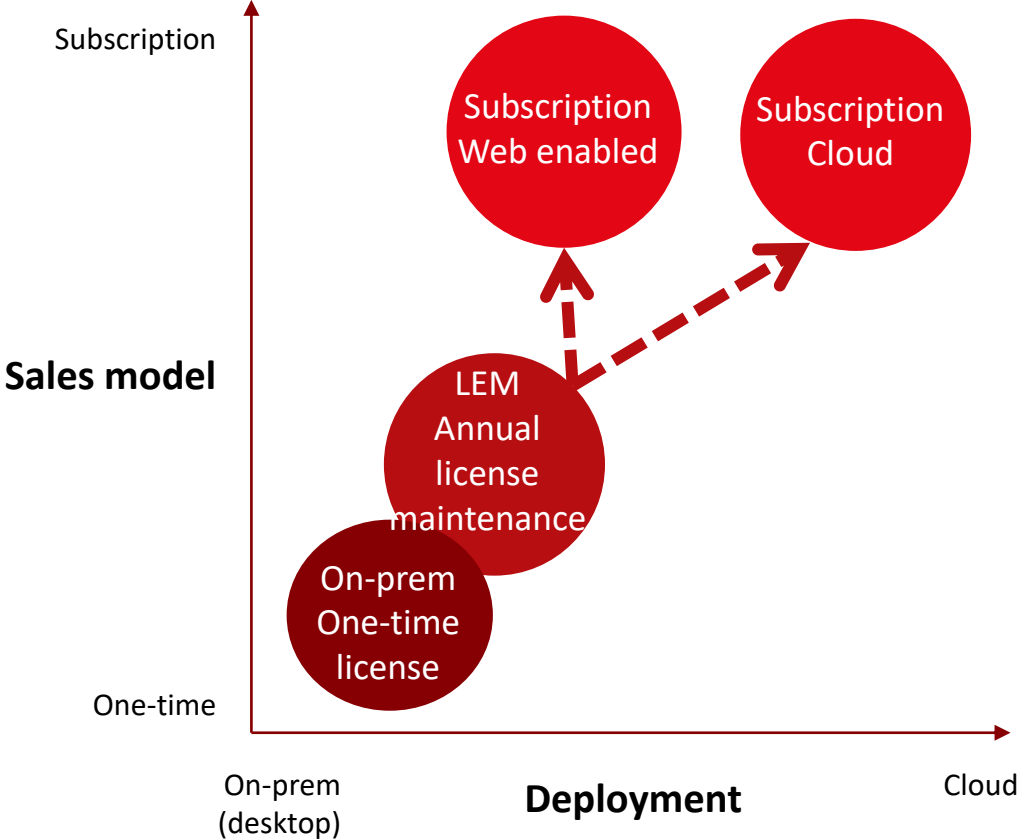 Subscription
Subscription
Web enabled
Subscription
Cloud
Sales model
LEM
Annual
license
maintenance
On-prem
One-time
license
One-time
On-prem
(desktop)
Deployment
Cloud